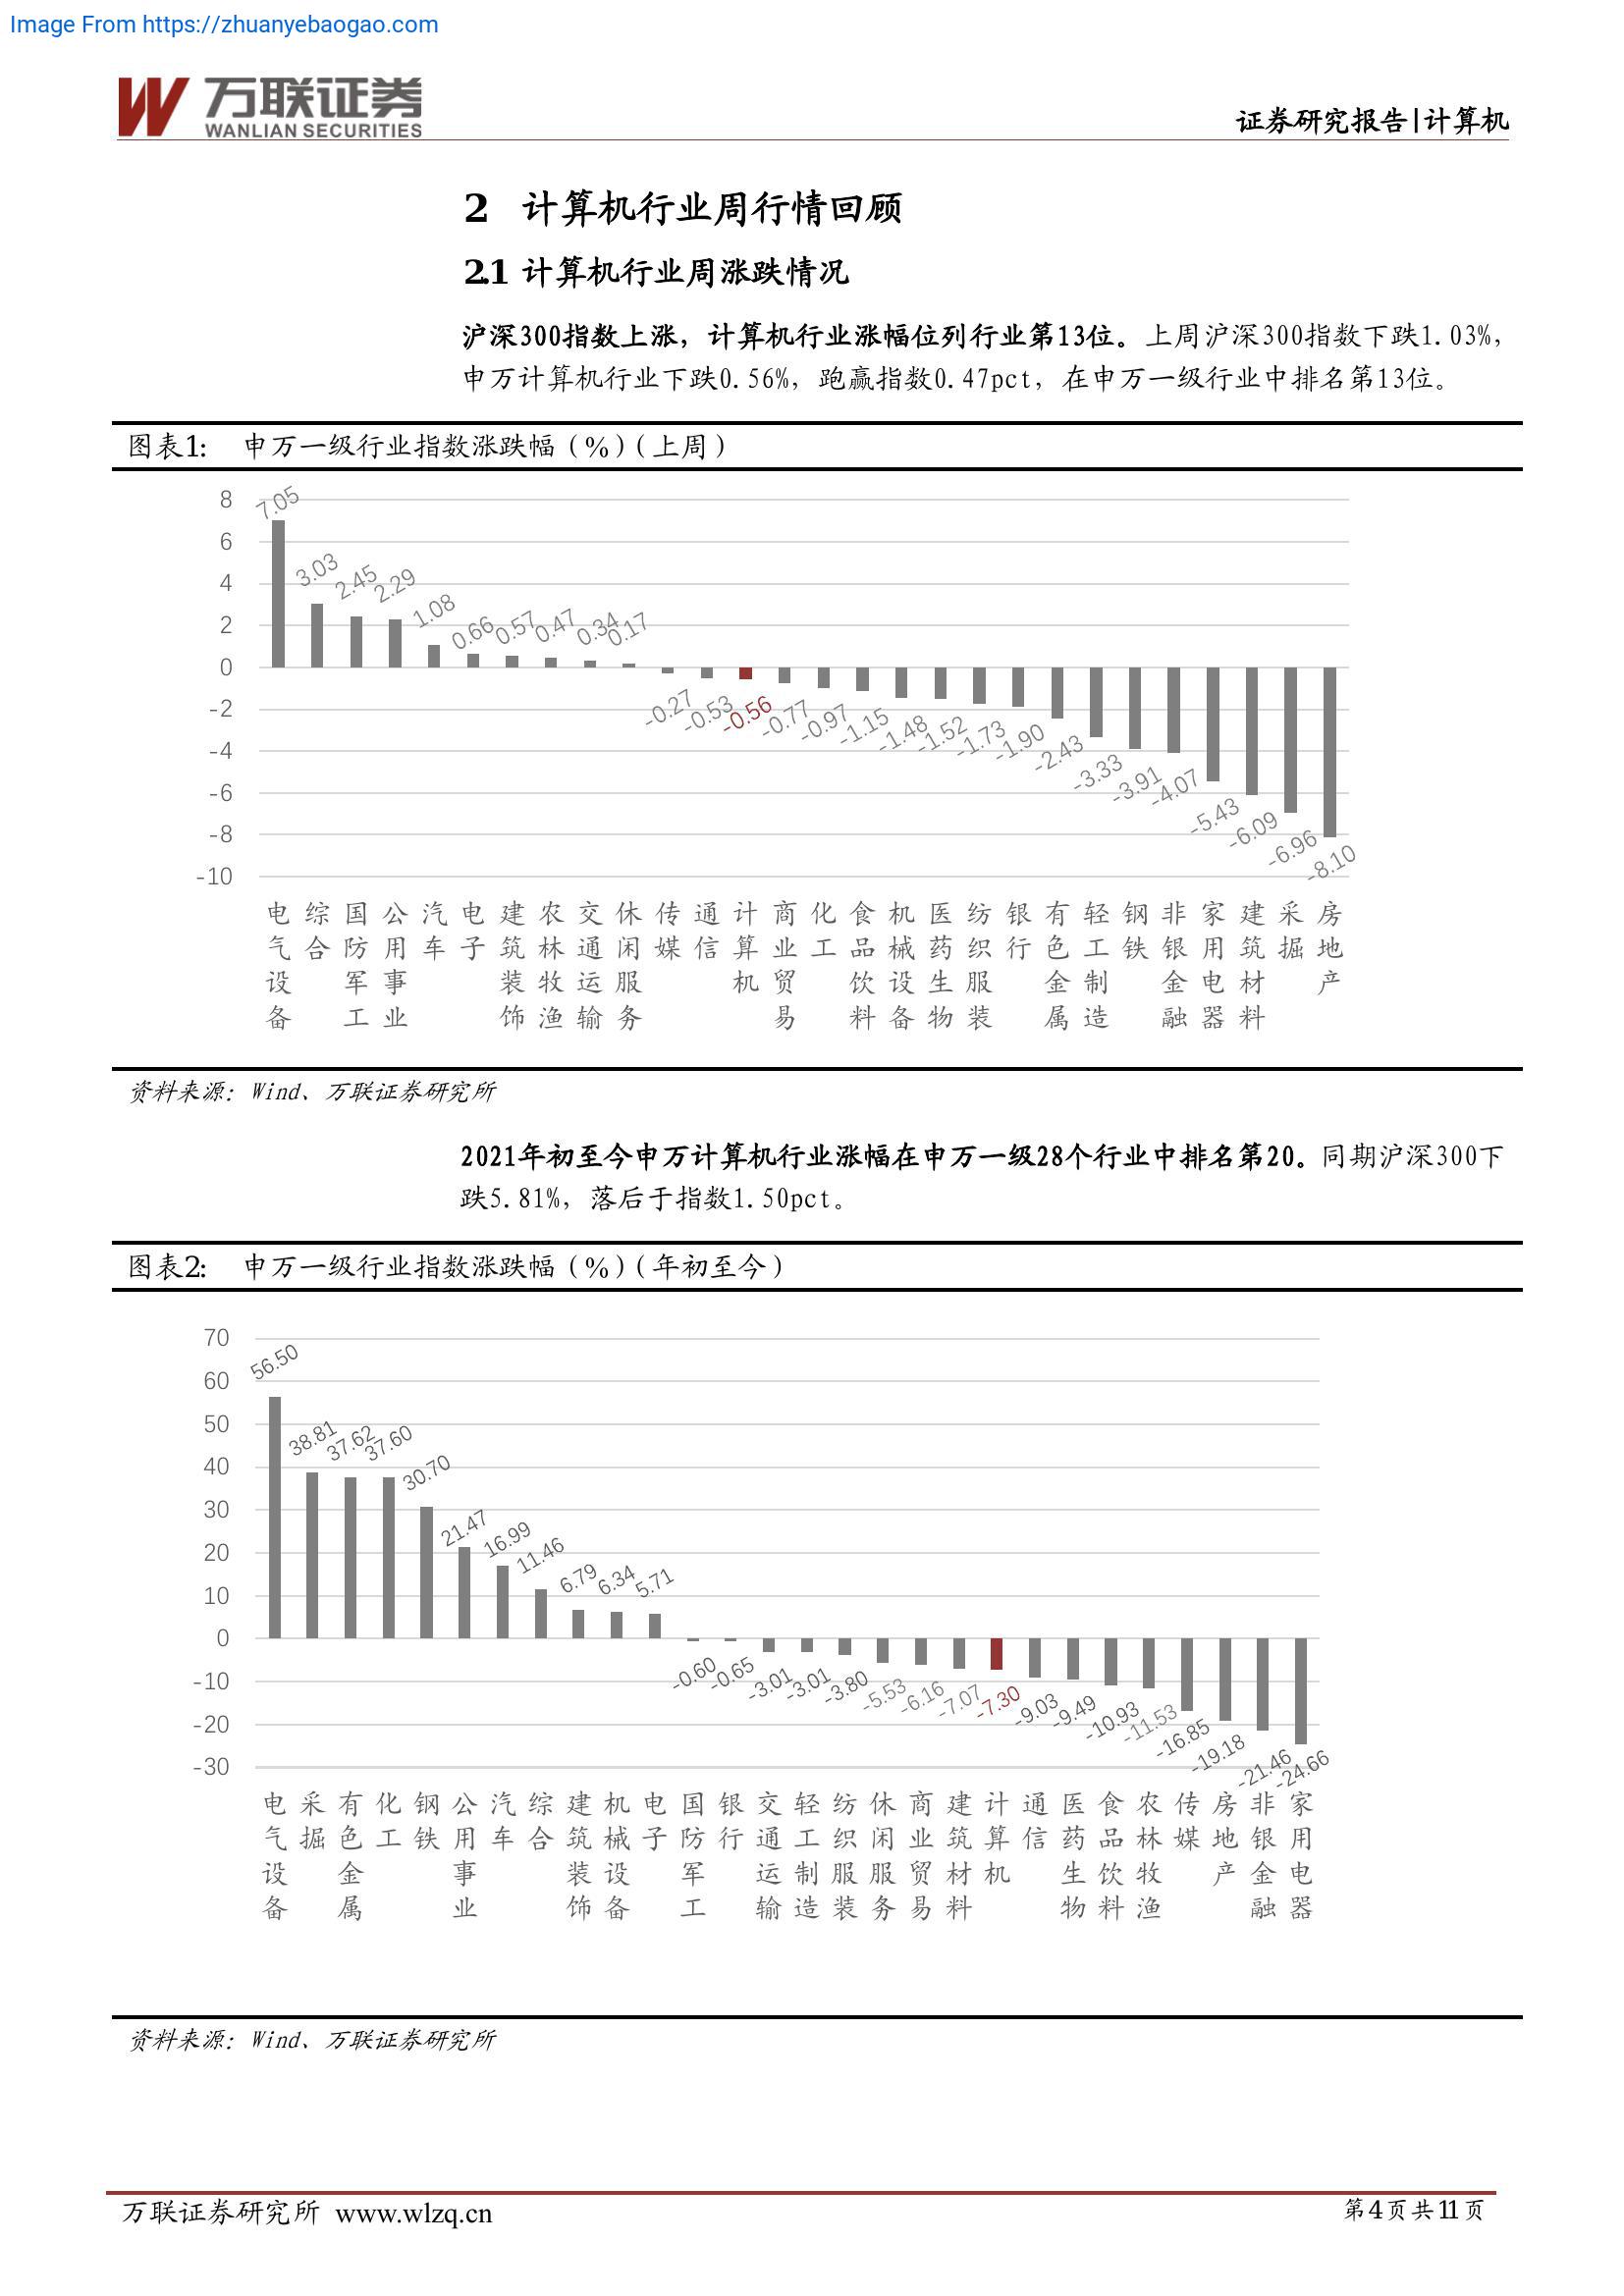 Image From https://zhuanyebaogao.com
万联证券
WANLIAN SECURITIES
证券研究报告|计算机
2 计算机行业周行情回顾
2.1 计算机行业周涨跌情况
沪深300指数上涨，计算机行业涨幅位列行业第13位。上周沪深300指数下跌1.03%，
申万计算机行业下跌0.56%，跑赢指数0.47pct，在申万一级行业中排名第13位。
图表1: 申万一级行业指数涨跌幅（%）（上周）
8
6
4
2
0
-2
-4
-6
-8
-10
7.05
3.03
2.45
2.29
1.08
0.66
0.57
0.47
0.34
0.17
-0.27
-0.53
-0.56
-0.77
-0.97
-1.15
-1.48
-1.52
-1.73
-1.90
-2.43
-3.33
-3.91
-4.07
-5.43
-6.09
-6.96
-8.10
电气设备
综合
国防军工
公用事业
汽车
电子
建筑装饰
农林牧渔
交通运输
休闲服务
传媒
通信
计算机
商业贸易
化工
食品饮料
机械设备
医药生物
纺织服装
银行
有色金属
轻工制造
钢铁
非银金融
家用电器
建筑材料
采掘
房地产
资料来源：Wind、万联证券研究所
2021年初至今申万计算机行业涨幅在申万一级28个行业中排名第20。同期沪深300下
跌5.81%，落后于指数1.50pct。
图表2: 申万一级行业指数涨跌幅（%）（年初至今）
70
60
50
40
30
20
10
0
-10
-20
-30
56.50
38.81
37.62
37.60
30.70
21.47
16.99
11.46
6.79
6.34
5.71
-0.60
-0.65
-3.01
-3.01
-3.80
-5.53
-6.16
-7.07
-7.30
-9.03
-9.49
-10.93
-11.53
-16.85
-19.18
-21.46
-24.66
电气设备
采掘
有色金属
化工
钢铁
公用事业
汽车
综合
建筑装饰
机械设备
电子
国防军工
银行
交通运输
轻工制造
纺织服装
休闲服务
商业贸易
建筑材料
计算机
通信
医药生物
食品饮料
农林牧渔
传媒
房地产
非银金融
家用电器
资料来源：Wind、万联证券研究所
万联证券研究所 www.wlzq.cn
第4页共11页